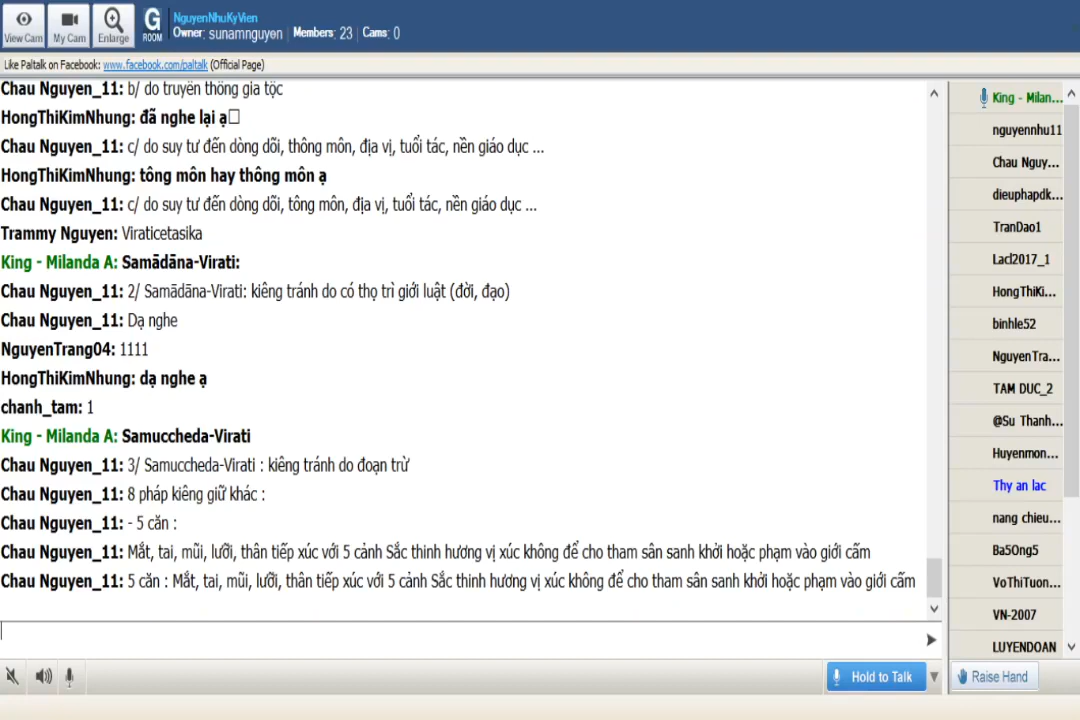 NguyenNhuKyVien
View Cam
My Cam
Enlarge
G
ROOM
Owner: sunamnguyen | Members: 23 | Cams: 0
Like Paltalk on Facebook: www.facebook.com/paltalk (Official Page)
Chau Nguyen_11: b/ do truyền thông gia tộc
HongThiKimNhung: đã nghe lại ạ
Chau Nguyen_11: c/ do suy tư đến dòng dõi, thông môn, địa vị, tuổi tác, nền giáo dục ...
HongThiKimNhung: tông môn hay thông môn ạ
Chau Nguyen_11: c/ do suy tư đến dòng dõi, tông môn, địa vị, tuổi tác, nền giáo dục ...
Trammy Nguyen: Viraticetasika
King - Milanda A: Samādāna-Virati:
Chau Nguyen_11: 2/ Samādāna-Virati: kiêng tránh do có thọ trì giới luật (đời, đạo)
Chau Nguyen_11: Dạ nghe
NguyenTrang04: 1111
HongThiKimNhung: dạ nghe ạ
chanh_tam: 1
King - Milanda A: Samuccheda-Virati
Chau Nguyen_11: 3/ Samuccheda-Virati : kiêng tránh do đoạn trừ
Chau Nguyen_11: 8 pháp kiêng giữ khác :
Chau Nguyen_11: - 5 căn :
Chau Nguyen_11: Mắt, tai, mũi, lưỡi, thân tiếp xúc với 5 cảnh Sắc thinh hương vị xúc không để cho tham sân sanh khởi hoặc phạm vào giới cấm
Chau Nguyen_11: 5 căn : Mắt, tai, mũi, lưỡi, thân tiếp xúc với 5 cảnh Sắc thinh hương vị xúc không để cho tham sân sanh khởi hoặc phạm vào giới cấm
King - Milan...
nguyennhu11
Chau Nguy...
dieuphapdk...
TranDao1
Lacl2017_1
HongThiKi...
binhle52
NguyenTra...
TAM DUC_2
@Su Thanh...
Huyenmon...
Thy an lac
nang chieu...
Ba5Ong5
VoThiTuon...
VN-2007
LUYENDOAN
Hold to Talk
Raise Hand